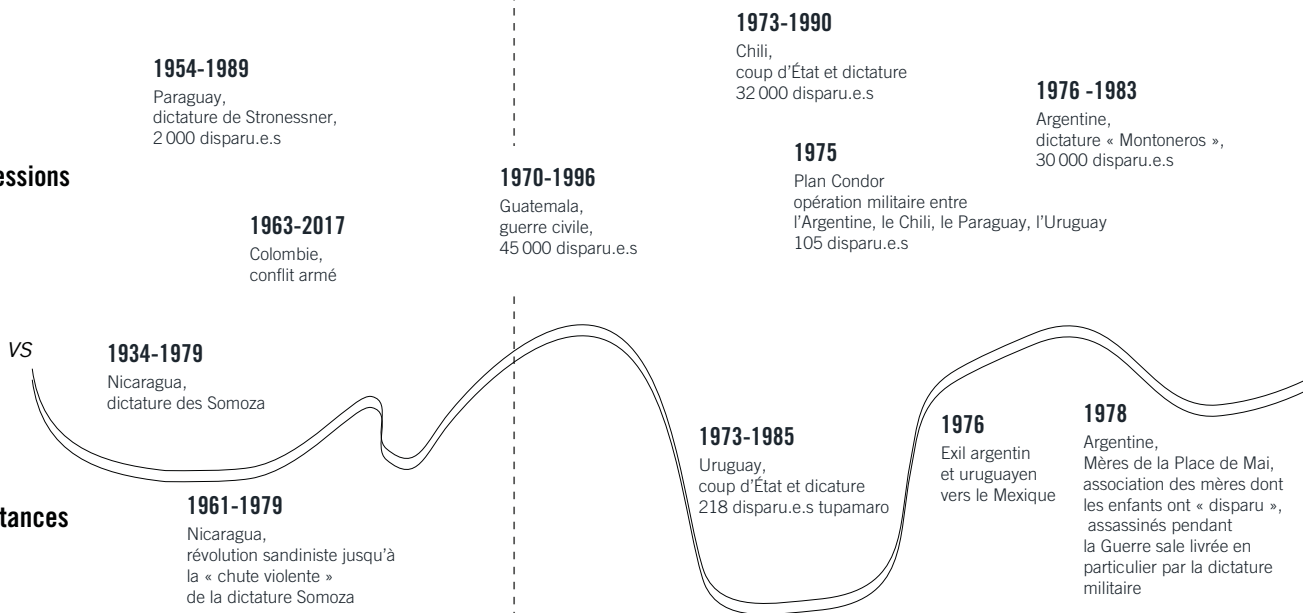 1973-1990
Chili,
coup d'État et dictature
32 000 disparu.e.s
1954-1989
Paraguay,
dictature de Stronessner,
2 000 disparu.e.s
1976 -1983
Argentine,
dictature « Montoneros »,
30 000 disparu.e.s
1975
Plan Condor
opération militaire entre
l'Argentine, le Chili, le Paraguay, l'Uruguay
105 disparu.e.s
essions
1970-1996
Guatemala,
guerre civile,
45 000 disparu.e.s
1963-2017
Colombie,
conflit armé
VS
1934-1979
Nicaragua,
dictature des Somoza
1973-1985
Uruguay,
coup d'État et dicature
218 disparu.e.s tupamaro
1976
Exil argentin
et uruguayen
vers le Mexique
1978
Argentine,
Mères de la Place de Mai,
association des mères dont
les enfants ont « disparu »,
assassinés pendant
la Guerre sale livrée en
particulier par la dictature
militaire
tances
1961-1979
Nicaragua,
révolution sandiniste jusqu'à
la « chute violente »
de la dictature Somoza